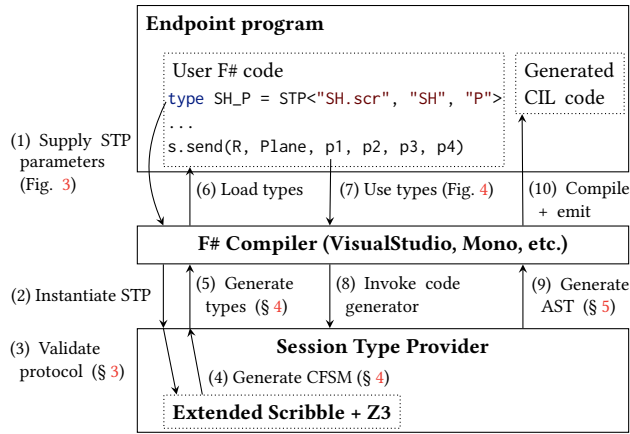 Endpoint program
User F# code
type SH_P = STP<"SH.scr", "SH", "P">
...
s.send(R, Plane, p1, p2, p3, p4)
Generated
CIL code
(1) Supply STP
parameters
(Fig. 3)
(6) Load types
(7) Use types (Fig. 4)
(10) Compile
+ emit
F# Compiler (VisualStudio, Mono, etc.)
(2) Instantiate STP
(5) Generate
types (§ 4)
(8) Invoke code
generator
(9) Generate
AST (§ 5)
(3) Validate
protocol (§ 3)
Session Type Provider
(4) Generate CFSM (§ 4)
Extended Scribble + Z3